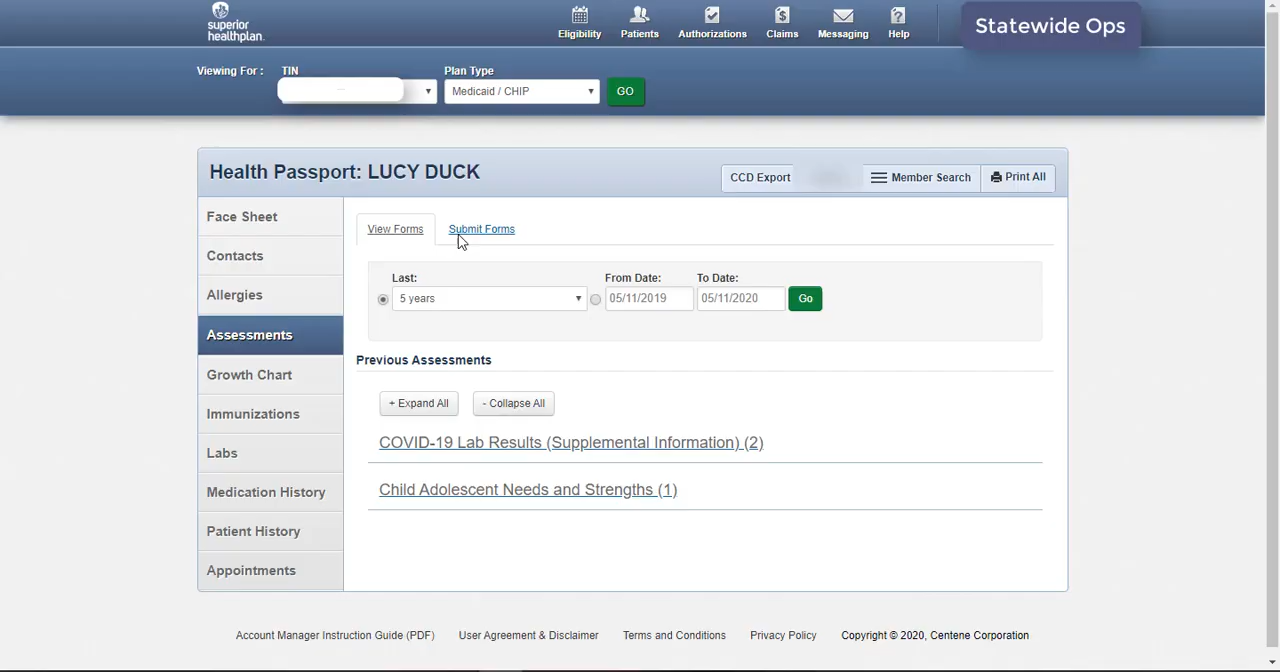 superior
healthplan.
Eligibility
Patients
Authorizations
Claims
Messaging
Help
Statewide Ops
Viewing For :
TIN
Plan Type
Medicaid / CHIP
GO
Health Passport: LUCY DUCK
CCD Export
Member Search
Print All
Face Sheet
Contacts
Allergies
Assessments
Growth Chart
Immunizations
Labs
Medication History
Patient History
Appointments
View Forms
Submit Forms
Last:
From Date:
To Date:
5 years
05/11/2019
05/11/2020
Go
Previous Assessments
+ Expand All
- Collapse All
COVID-19 Lab Results (Supplemental Information) (2)
Child Adolescent Needs and Strengths (1)
Account Manager Instruction Guide (PDF)
User Agreement & Disclaimer
Terms and Conditions
Privacy Policy
Copyright © 2020, Centene Corporation